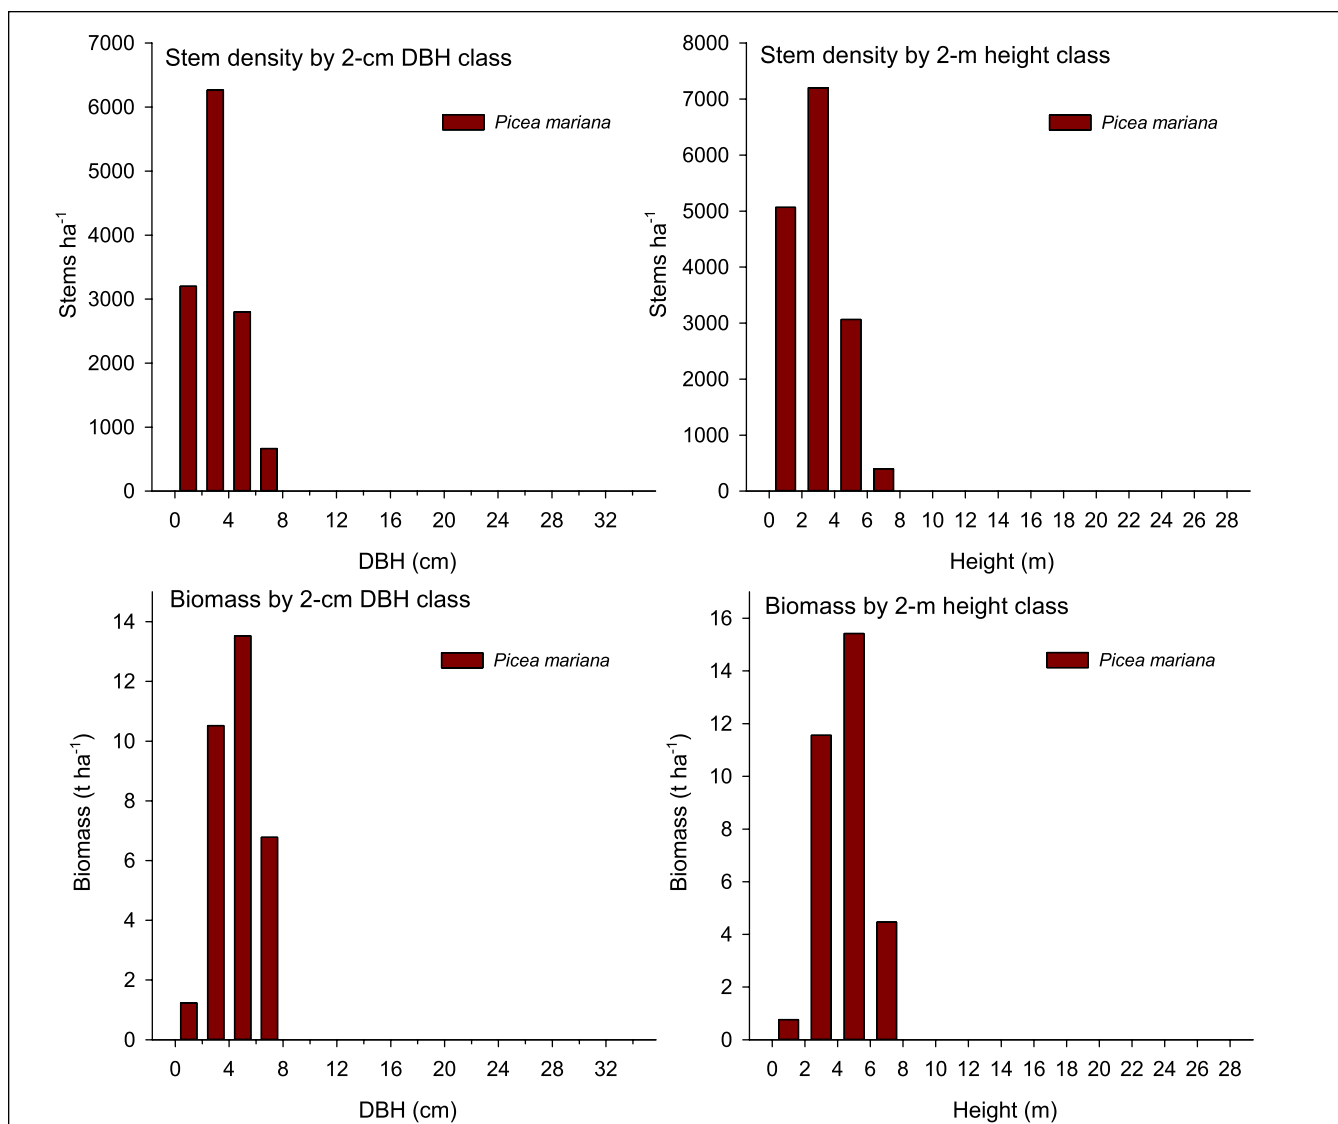 Stem density by 2-cm DBH class
Picea mariana
Stems ha-1
7000
6000
5000
4000
3000
2000
1000
0
0 4 8 12 16 20 24 28 32
DBH (cm)
Stem density by 2-m height class
Picea mariana
Stems ha-1
8000
7000
6000
5000
4000
3000
2000
1000
0
0 2 4 6 8 10 12 14 16 18 20 22 24 26 28
Height (m)
Biomass by 2-cm DBH class
Picea mariana
Biomass (t ha-1)
14
12
10
8
6
4
2
0
0 4 8 12 16 20 24 28 32
DBH (cm)
Biomass by 2-m height class
Picea mariana
Biomass (t ha-1)
16
14
12
10
8
6
4
2
0
0 2 4 6 8 10 12 14 16 18 20 22 24 26 28
Height (m)